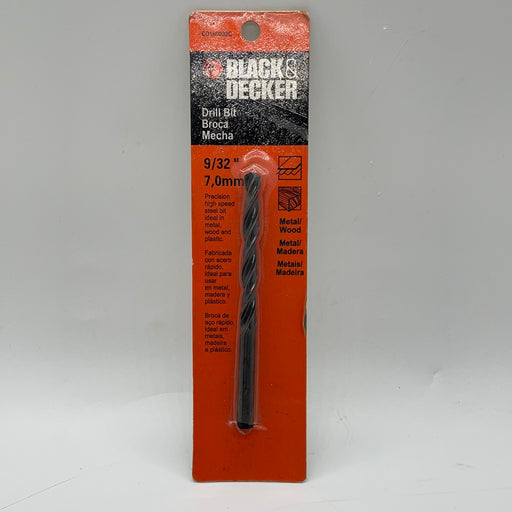 BLACK&
DECKER
Drill Bit
Broca
Mecha
9/32"
7,0mm
Precision
high speed
steel bit
ideal in
metal,
wood and
plastic.
Fabricada
con acero
rápido,
ideal para
usar
en metal,
madera y
plástico.
Broca de
aço rápido,
ideal em
metais,
madeira
e plástico.
Metal/
Wood
Metal/
Madera
Metais/
Madeira